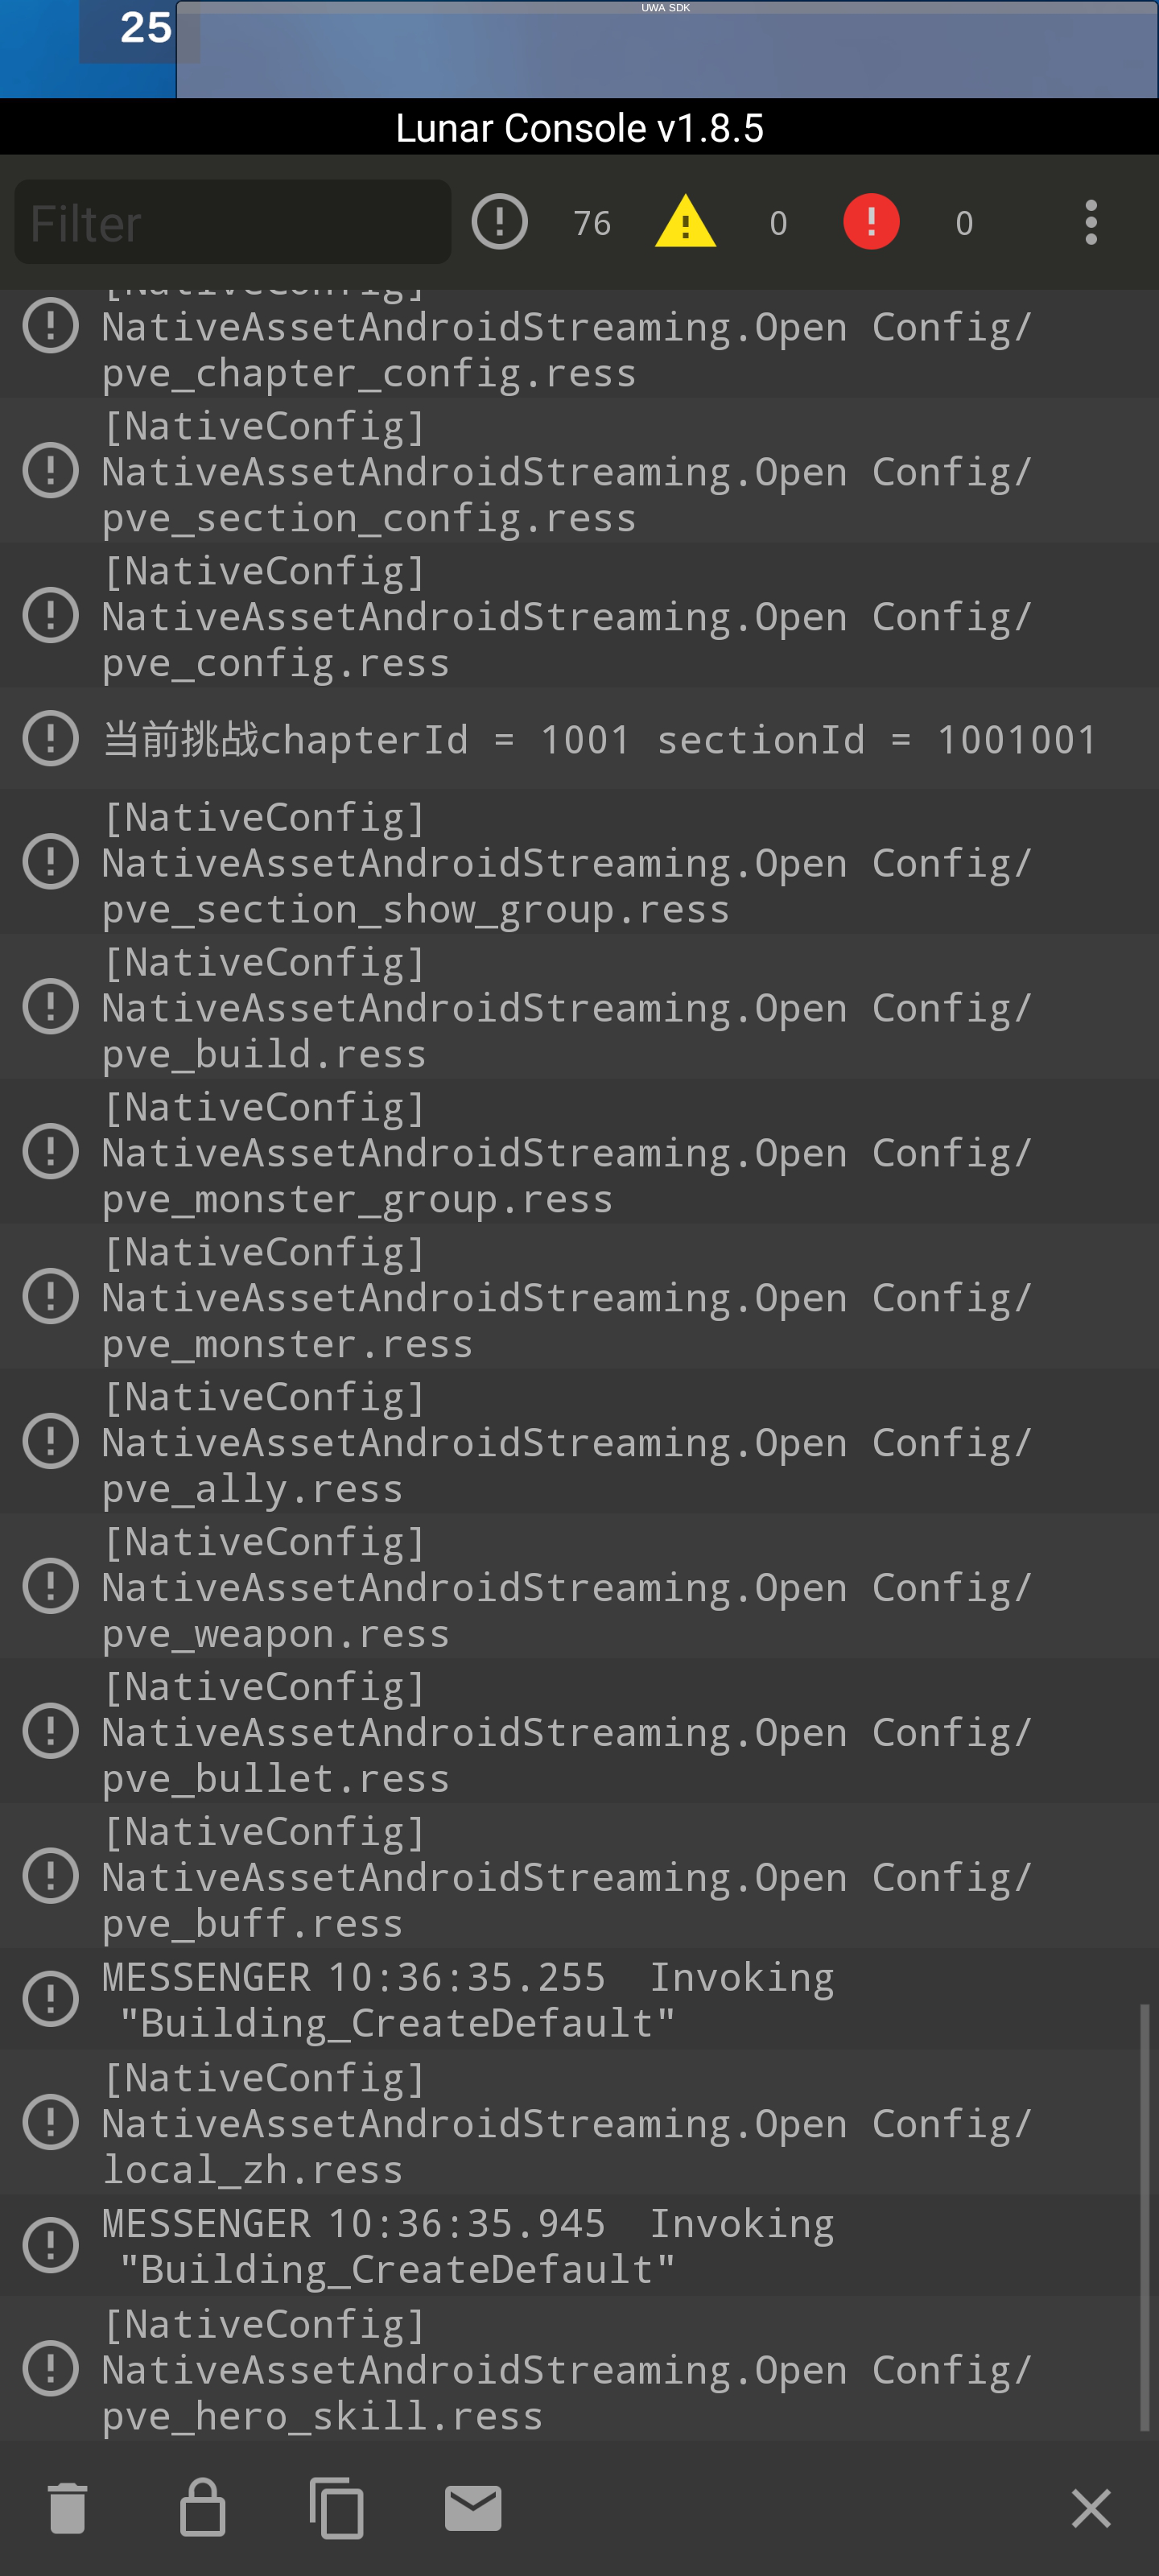 UWA SDK
25
Lunar Console v1.8.5
Filter
76
0
0
[NativeConfig]
NativeAssetAndroidStreaming.Open Config/
pve_chapter_config.ress
[NativeConfig]
NativeAssetAndroidStreaming.Open Config/
pve_section_config.ress
[NativeConfig]
NativeAssetAndroidStreaming.Open Config/
pve_config.ress
当前挑战chapterId = 1001 sectionId = 1001001
[NativeConfig]
NativeAssetAndroidStreaming.Open Config/
pve_section_show_group.ress
[NativeConfig]
NativeAssetAndroidStreaming.Open Config/
pve_build.ress
[NativeConfig]
NativeAssetAndroidStreaming.Open Config/
pve_monster_group.ress
[NativeConfig]
NativeAssetAndroidStreaming.Open Config/
pve_monster.ress
[NativeConfig]
NativeAssetAndroidStreaming.Open Config/
pve_ally.ress
[NativeConfig]
NativeAssetAndroidStreaming.Open Config/
pve_weapon.ress
[NativeConfig]
NativeAssetAndroidStreaming.Open Config/
pve_bullet.ress
[NativeConfig]
NativeAssetAndroidStreaming.Open Config/
pve_buff.ress
MESSENGER 10:36:35.255 Invoking
"Building_CreateDefault"
[NativeConfig]
NativeAssetAndroidStreaming.Open Config/
local_zh.ress
MESSENGER 10:36:35.945 Invoking
"Building_CreateDefault"
[NativeConfig]
NativeAssetAndroidStreaming.Open Config/
pve_hero_skill.ress